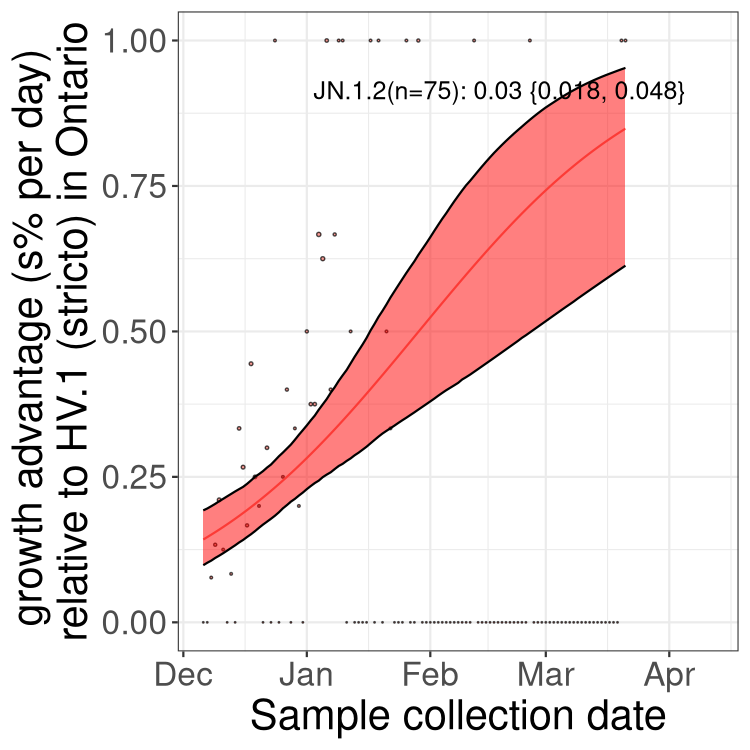 growth advantage (s% per day)
relative to HV.1 (stricto) in Ontario
1.00
0.75
0.50
0.25
0.00
JN.1.2(n=75): 0.03 {0.018, 0.048}
Dec Jan Feb Mar Apr
Sample collection date